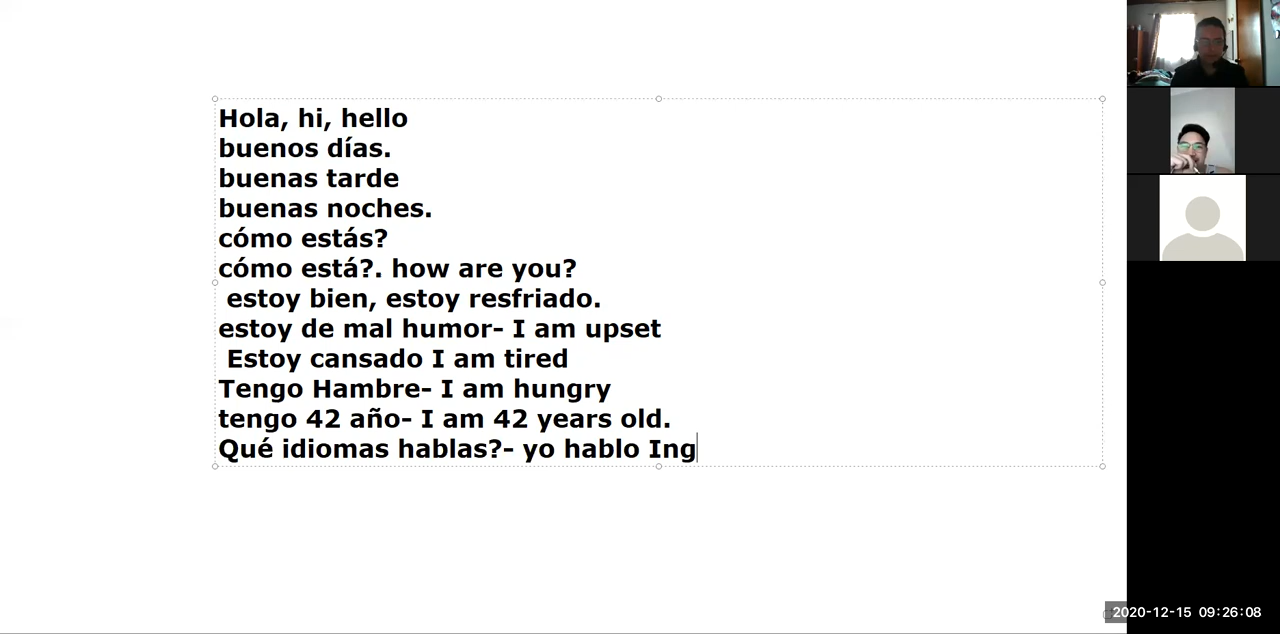 Hola, hi, hello
buenos días.
buenas tarde
buenas noches.
cómo estás?
cómo está?. how are you?
estoy bien, estoy resfriado.
estoy de mal humor- I am upset
Estoy cansado I am tired
Tengo Hambre- I am hungry
tengo 42 año- I am 42 years old.
Qué idiomas hablas?- yo hablo Ing
2020-12-15 09:26:08